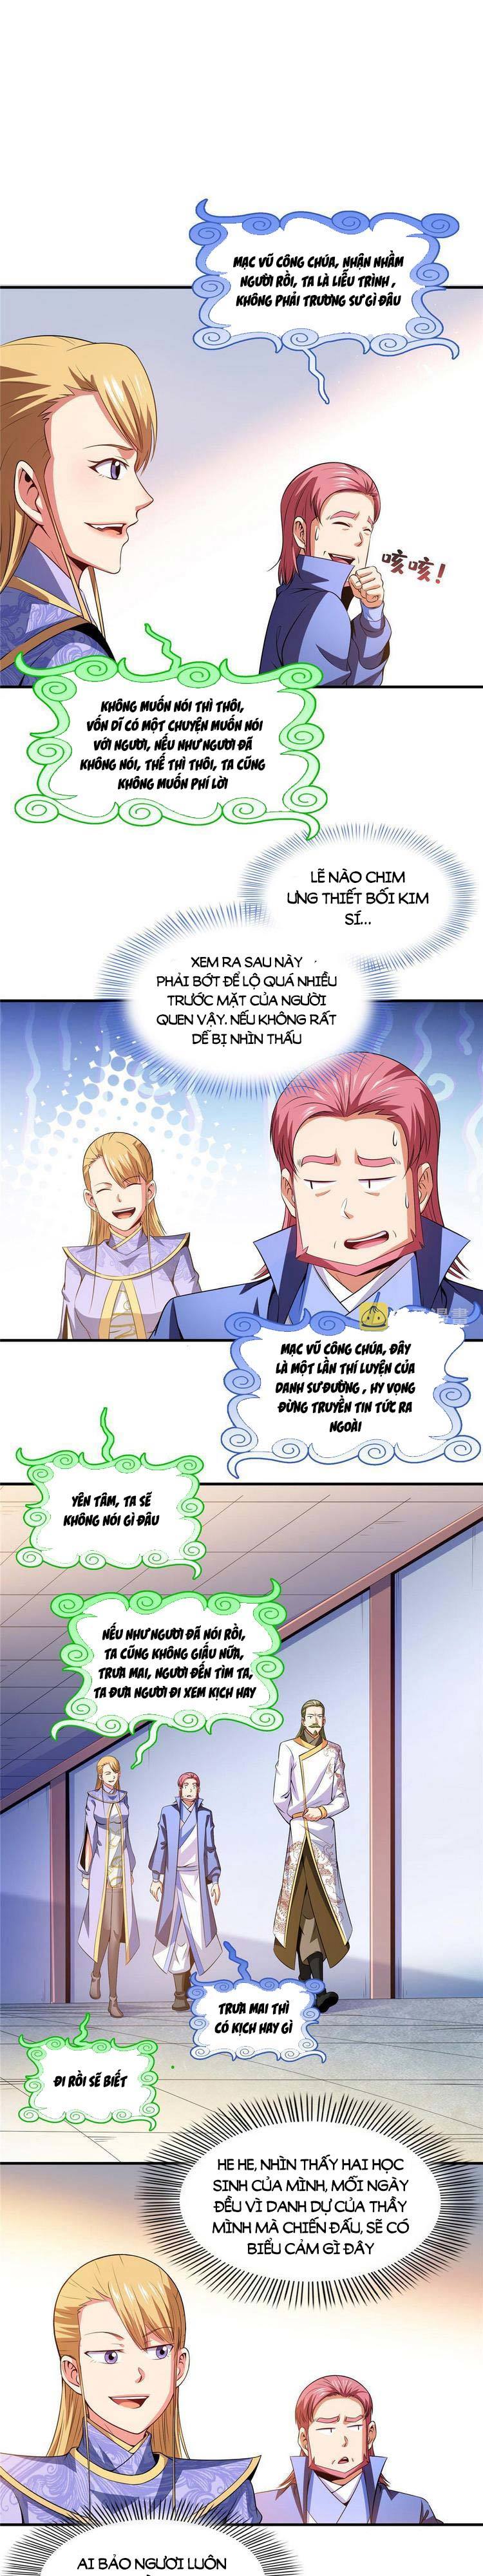 MẠC VŨ CÔNG CHÚA, NHẬN NHẦM
NGƯỜI RỒI, TA LÀ LIỄU TRÌNH ,
KHÔNG PHẢI TRƯƠNG SƯ GÌ ĐÂU
咳咳！
KHÔNG MUỐN NÓI THÌ THÔI,
VỐN DĨ CÓ MỘT CHUYỆN MUỐN NÓI
VỚI NGƯƠI, NẾU NHƯ NGƯƠI ĐÃ
KHÔNG NÓI, THẾ THÌ THÔI, TA CŨNG
KHÔNG MUỐN PHÍ LỜI
LẼ NÀO CHIM
ƯNG THIẾT BỐI KIM
SÍ...
XEM RA SAU NÀY
PHẢI BỚT ĐỂ LỘ QUÁ NHIỀU
TRƯỚC MẶT CỦA NGƯỜI
QUEN VẬY. NẾU KHÔNG RẤT
DỄ BỊ NHÌN THẤU
MẠC VŨ CÔNG CHÚA, ĐÂY
LÀ MỘT LẦN THÍ LUYỆN CỦA
DANH SƯ ĐƯỜNG , HY VỌNG
ĐỪNG TRUYỀN TIN TỨC RA
NGOÀI
YÊN TÂM, TA SẼ
KHÔNG NÓI GÌ ĐÂU
NẾU NHƯ NGƯƠI ĐÃ NÓI RỒI,
TA CŨNG KHÔNG GIẤU NỮA,
TRƯA MAI, NGƯƠI ĐẾN TÌM TA,
TA ĐƯA NGƯƠI ĐI XEM KỊCH HAY
TRƯA MAI THÌ
CÓ KỊCH HAY GÌ
ĐI RỒI SẼ BIẾT
HE HE, NHÌN THẤY HAI HỌC
SINH CỦA MÌNH, MỖI NGÀY
ĐỀU VÌ DANH DỰ CỦA THẦY
MÌNH MÀ CHIẾN ĐẤU, SẼ CÓ
BIỂU CẢM GÌ ĐÂY
AI BẢO NGƯƠI LUÔN